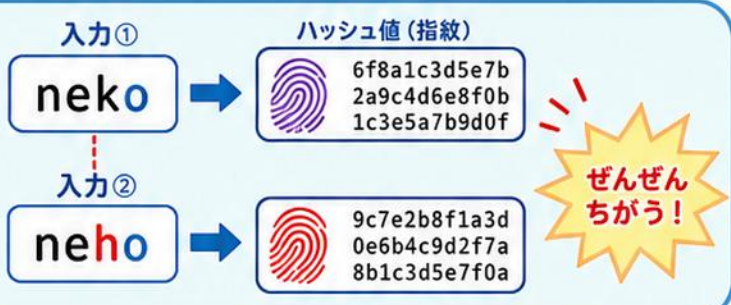 入力①
ハッシュ値（指紋）
neko
6f8a1c3d5e7b
2a9c4d6e8f0b
1c3e5a7b9d0f
入力②
neho
9c7e2b8f1a3d
0e6b4c9d2f7a
8b1c3d5e7f0a
ぜんぜん
ちがう！